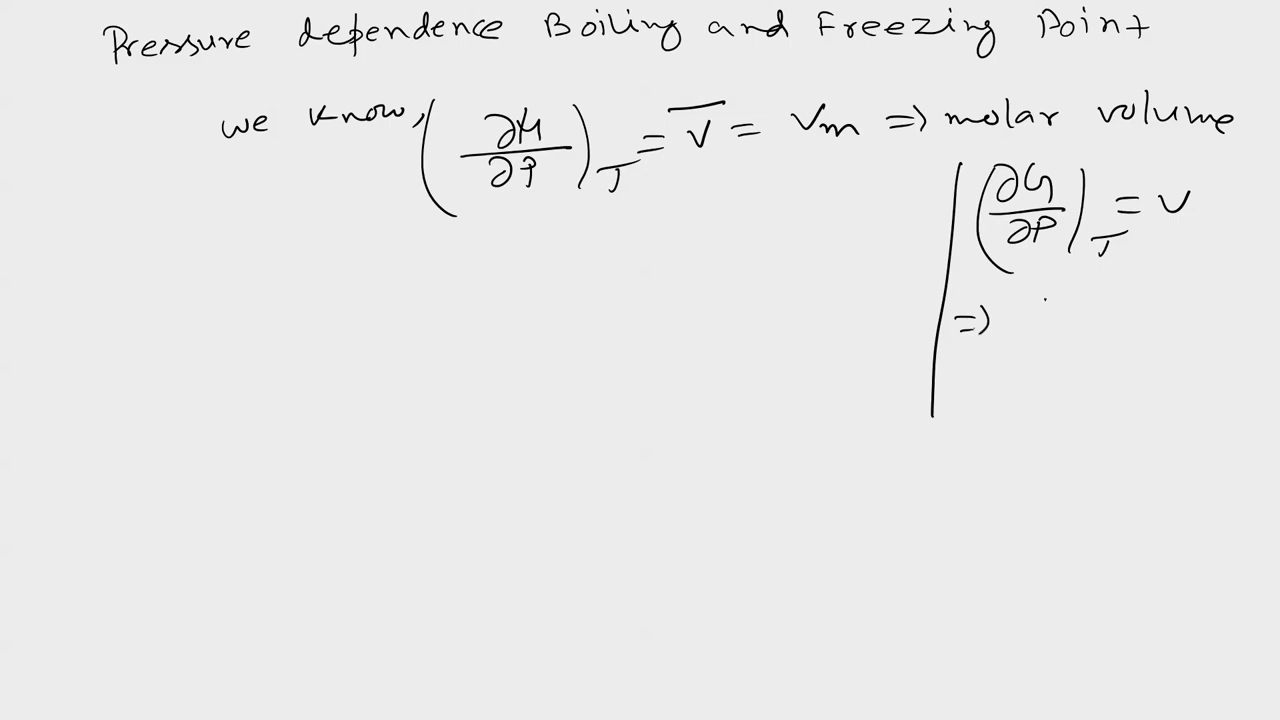 Pressure dependence Boiling and Freezing Point
we know, (∂μ/∂P)_T = V̅ = Vm => molar volume
(∂G/∂P)_T = V
=>